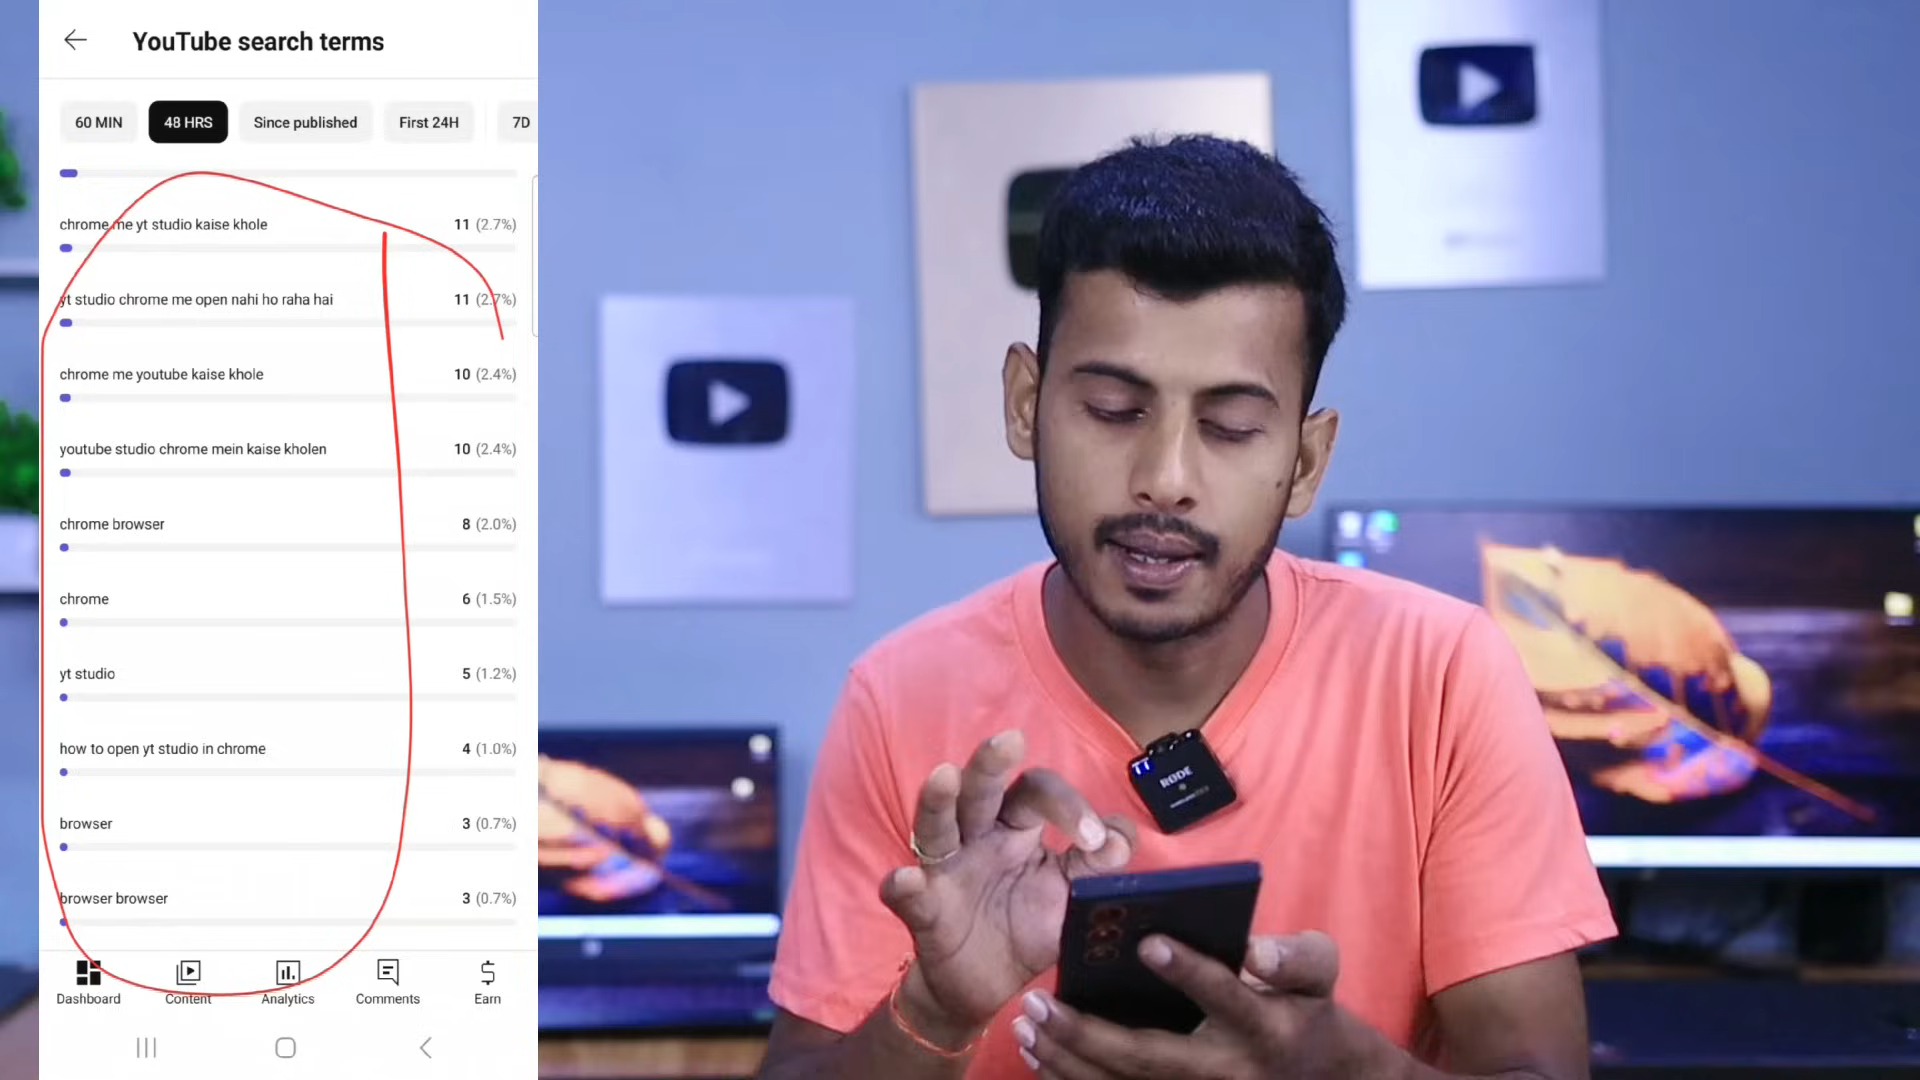 YouTube search terms
60 MIN 48 HRS Since published First 24H 7D
chrome me yt studio kaise khole 11 (2.7%)
yt studio chrome me open nahi ho raha hai 11 (2.7%)
chrome me youtube kaise khole 10 (2.4%)
youtube studio chrome mein kaise kholen 10 (2.4%)
chrome browser 8 (2.0%)
chrome 6 (1.5%)
yt studio 5 (1.2%)
how to open yt studio in chrome 4 (1.0%)
browser 3 (0.7%)
browser browser 3 (0.7%)
Dashboard Content Analytics Comments Earn
TT
RØDE